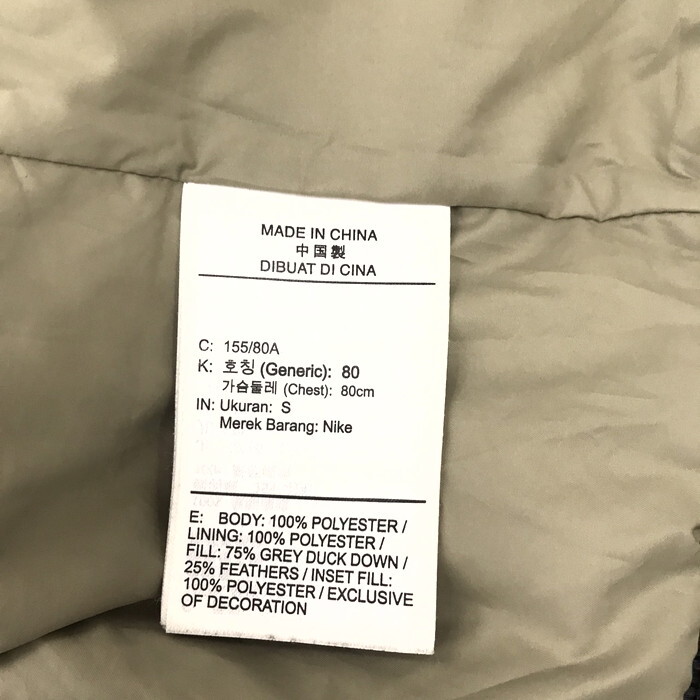 MADE IN CHINA
中国製
DIBUAT DI CINA
C: 155/80A
K: 호칭 (Generic): 80
가슴둘레 (Chest): 80cm
IN: Ukuran: S
Merek Barang: Nike
E: BODY: 100% POLYESTER /
LINING: 100% POLYESTER /
FILL: 75% GREY DUCK DOWN /
25% FEATHERS / INSET FILL:
100% POLYESTER / EXCLUSIVE
OF DECORATION